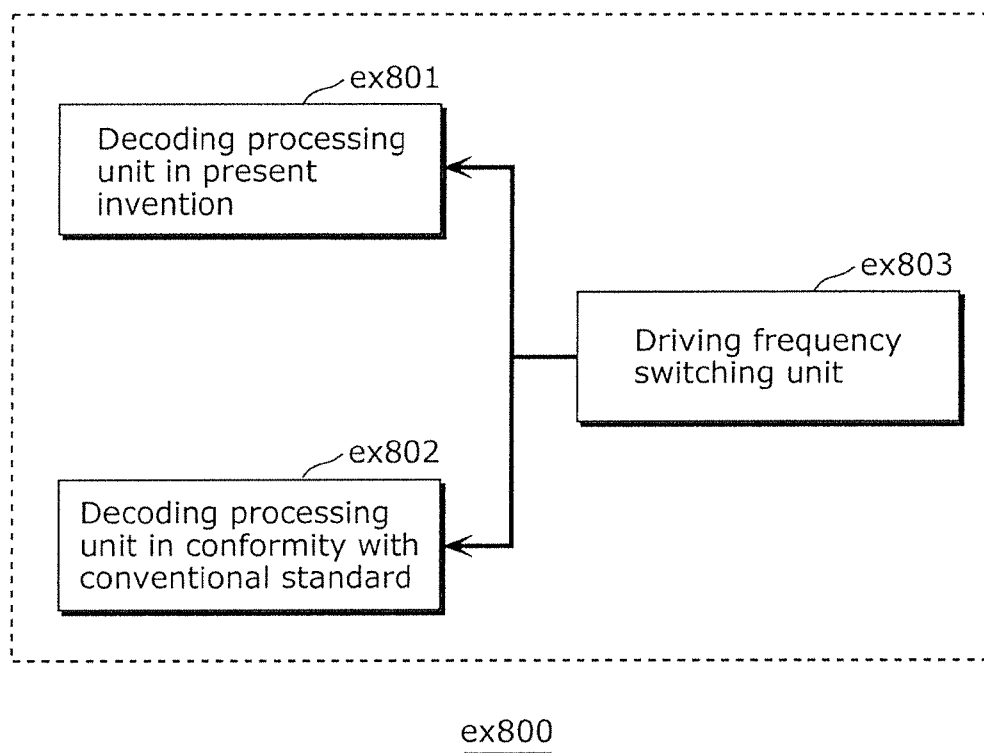 ex801
Decoding processing
unit in present
invention
ex803
Driving frequency
switching unit
ex802
Decoding processing
unit in conformity with
conventional standard
ex800